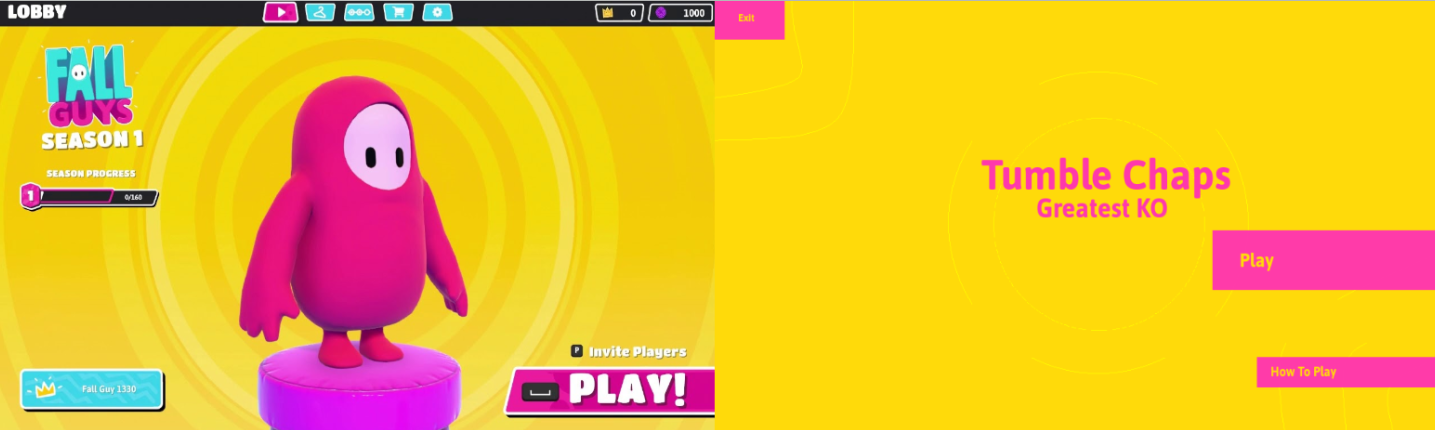 LOBBY
0
1000
FALL
GUYS
SEASON 1
SEASON PROGRESS
1
0/160
P Invite Players
Fall Guy 1330
PLAY!
Exit
Tumble Chaps
Greatest KO
Play
How To Play